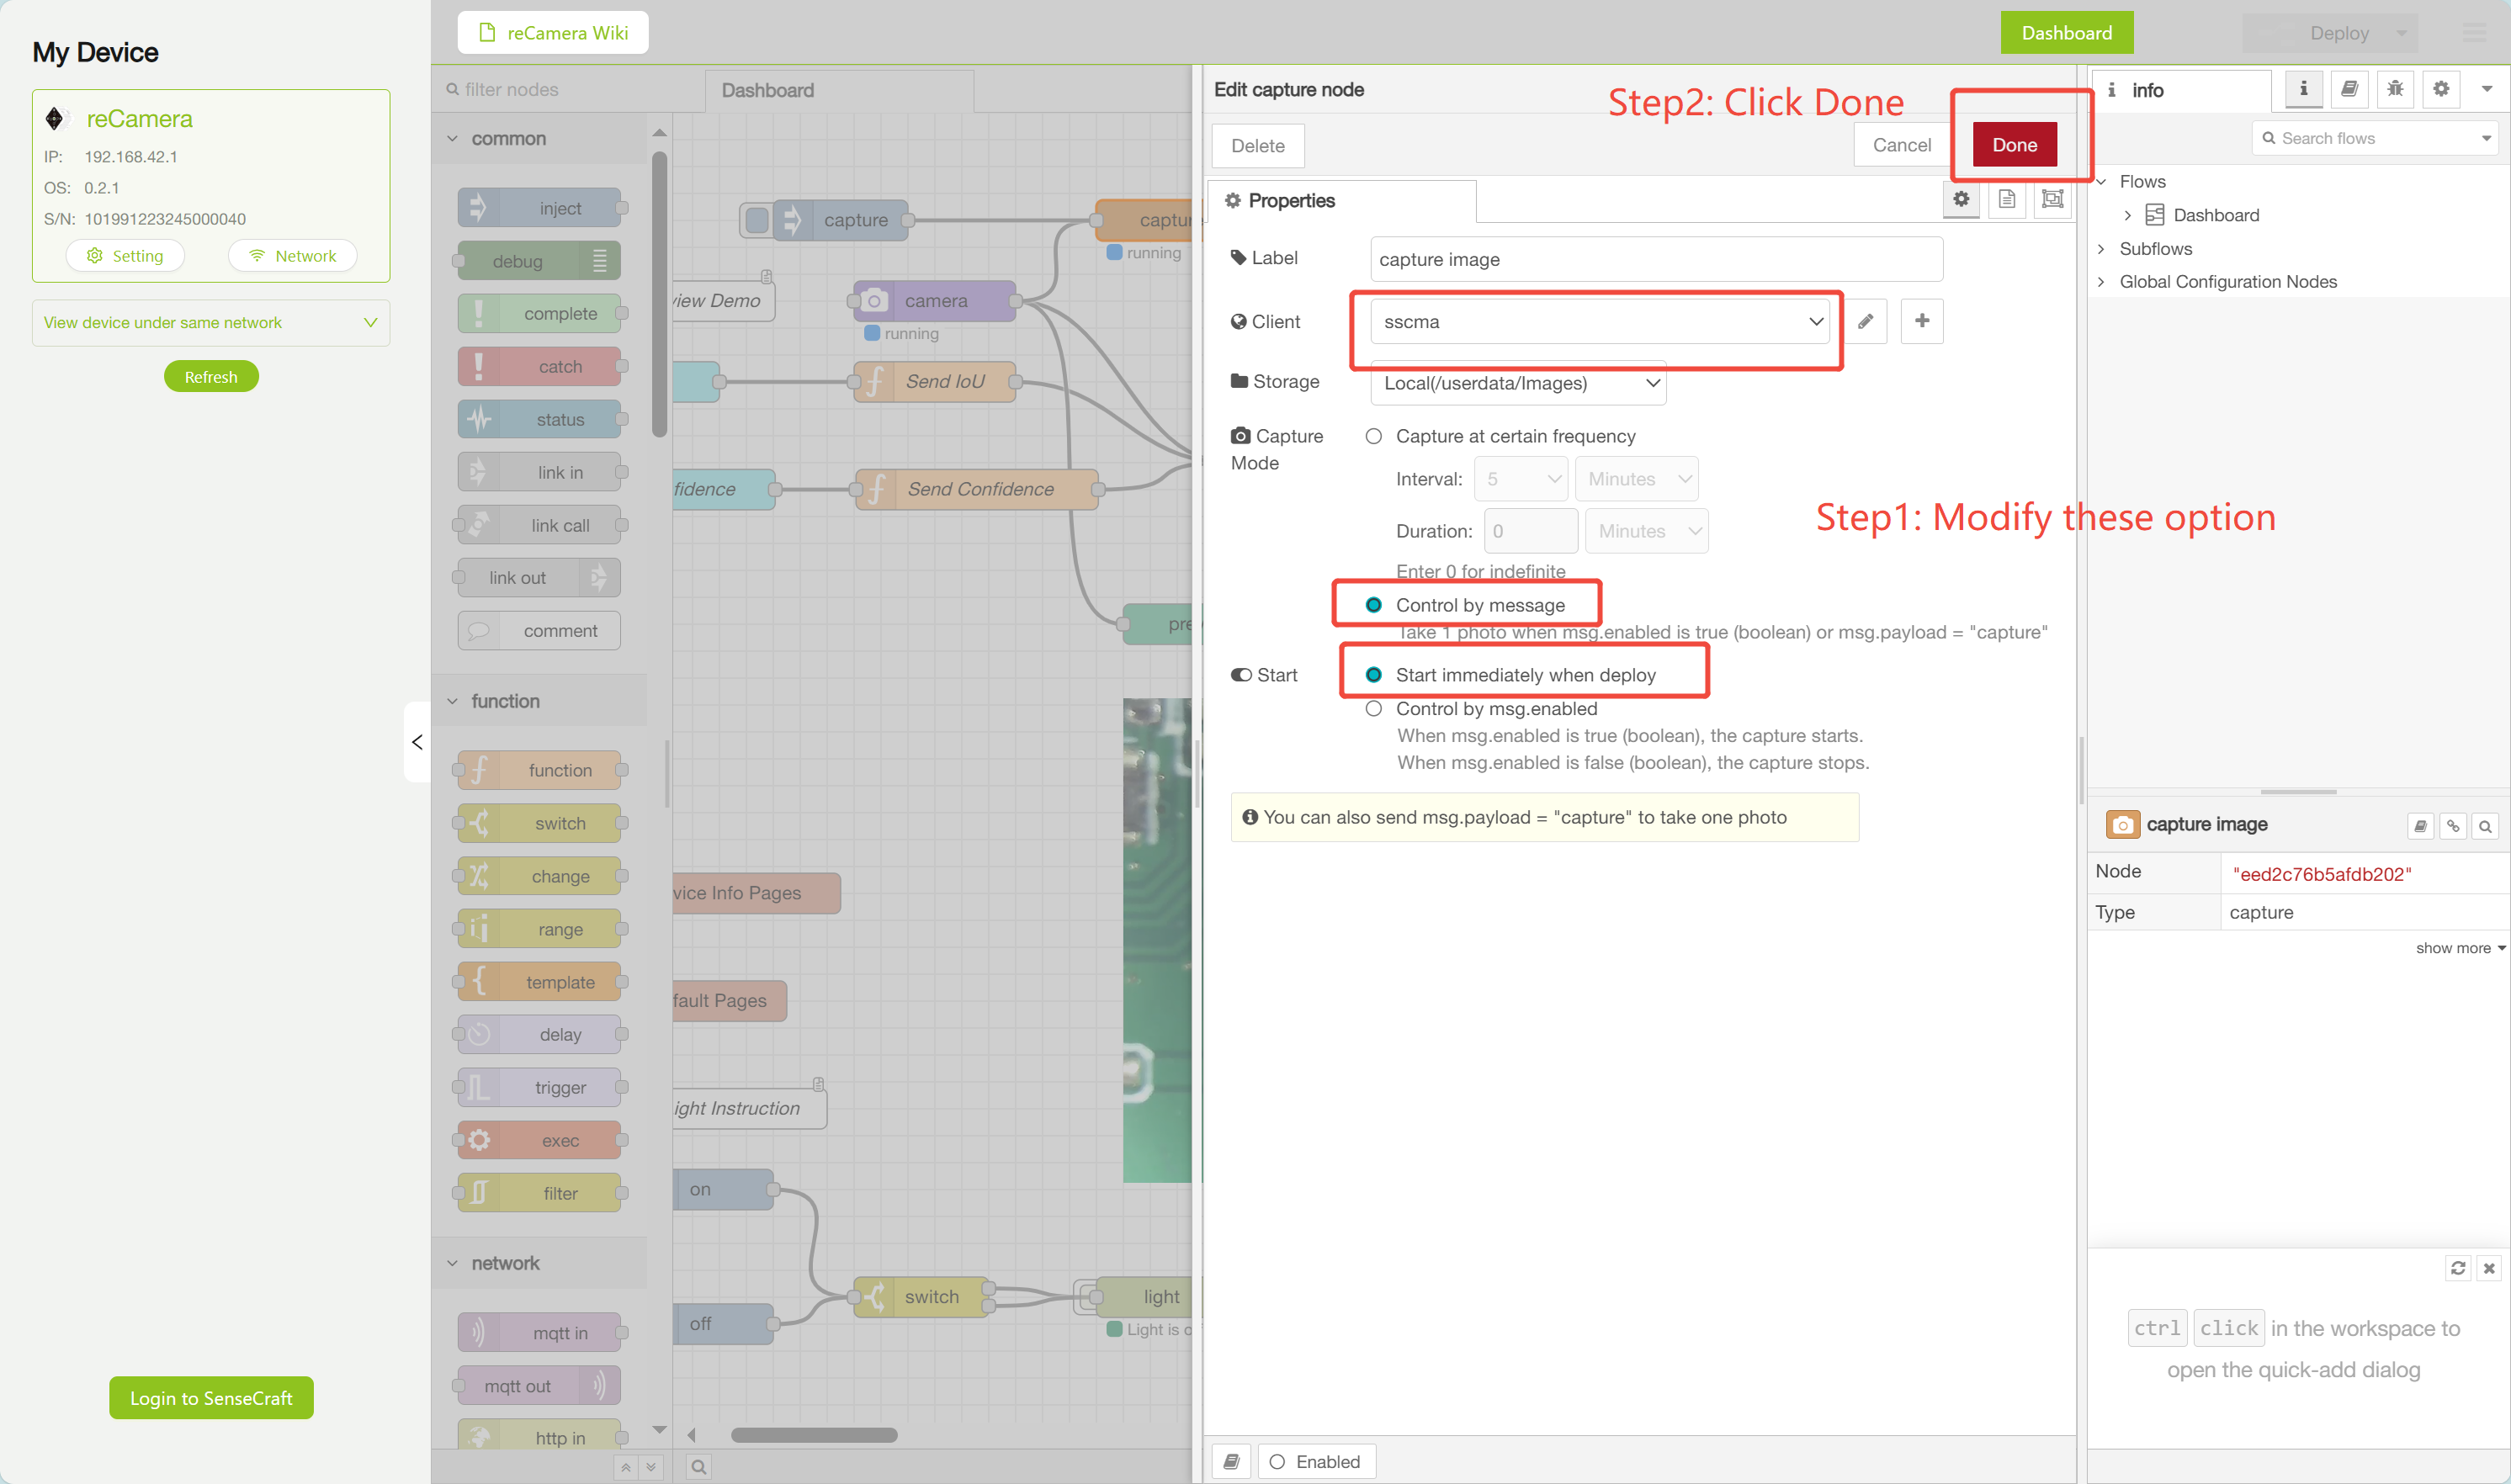 My Device
reCamera
IP: 192.168.42.1
OS: 0.2.1
S/N: 101991223245000040
Setting
Network
View device under same network
Refresh
Login to SenseCraft
reCamera Wiki
Dashboard
Deploy
filter nodes
common
inject
debug
complete
catch
status
link in
link call
link out
comment
function
function
switch
change
range
template
delay
trigger
exec
filter
network
mqtt in
mqtt out
http in
Dashboard
capture
captur
running
view Demo
camera
running
Send IoU
fidence
Send Confidence
pre
vice Info Pages
fault Pages
ight Instruction
on
off
switch
light
Light is o
Edit capture node
Step2: Click Done
Delete
Cancel
Done
Properties
Label
capture image
Client
sscma
Storage
Local(/userdata/Images)
Capture Mode
Capture at certain frequency
Interval: 5 Minutes
Step1: Modify these option
Duration: 0 Minutes
Enter 0 for indefinite
Control by message
Take 1 photo when msg.enabled is true (boolean) or msg.payload = "capture"
Start
Start immediately when deploy
Control by msg.enabled
When msg.enabled is true (boolean), the capture starts.
When msg.enabled is false (boolean), the capture stops.
You can also send msg.payload = "capture" to take one photo
Enabled
info
Search flows
Flows
Dashboard
Subflows
Global Configuration Nodes
capture image
Node "eed2c76b5afdb202"
Type capture
show more
ctrl click in the workspace to
open the quick-add dialog